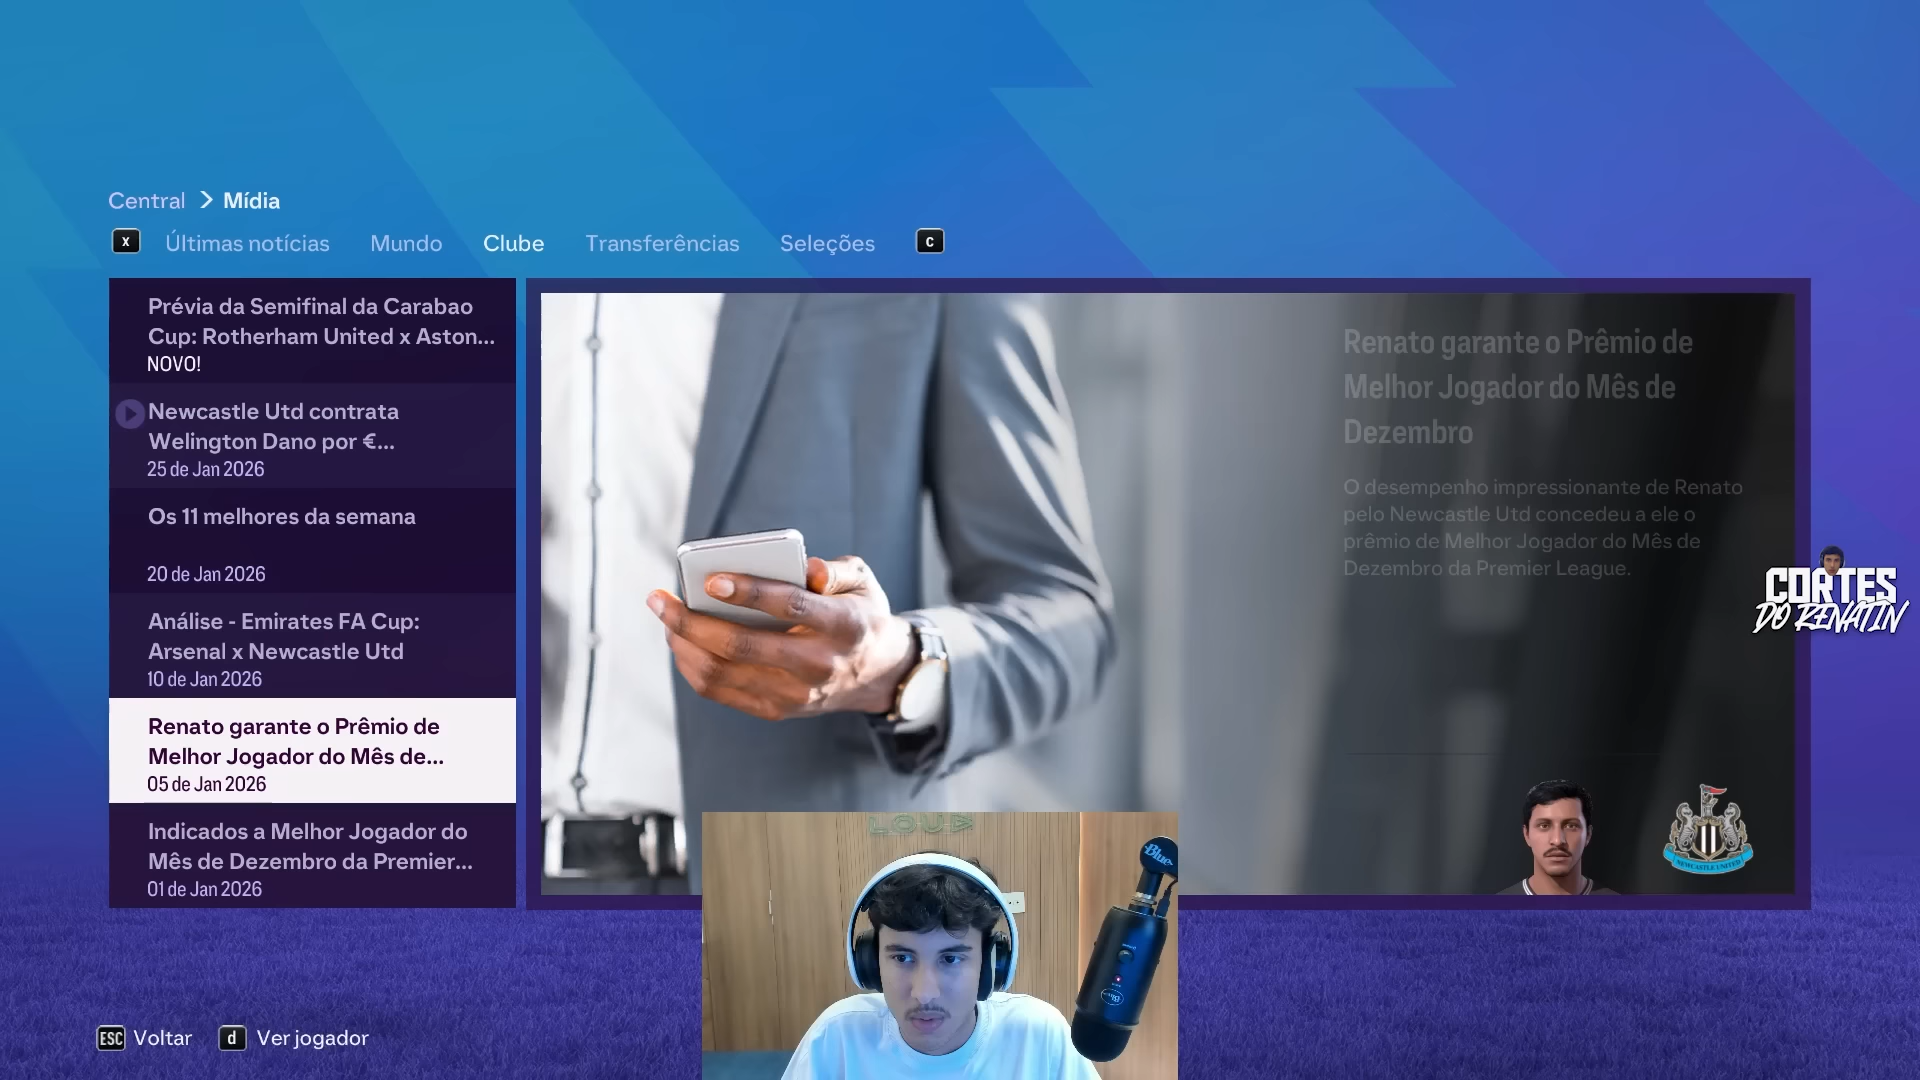 Central > Mídia
X Últimas notícias Mundo Clube Transferências Seleções C
Prévia da Semifinal da Carabao
Cup: Rotherham United x Aston...
NOVO!
Newcastle Utd contrata
Welington Dano por €...
25 de Jan 2026
Os 11 melhores da semana
20 de Jan 2026
Análise - Emirates FA Cup:
Arsenal x Newcastle Utd
10 de Jan 2026
Renato garante o Prêmio de
Melhor Jogador do Mês de...
05 de Jan 2026
Indicados a Melhor Jogador do
Mês de Dezembro da Premier...
01 de Jan 2026
Renato garante o Prêmio de
Melhor Jogador do Mês de
Dezembro
O desempenho impressionante de Renato
pelo Newcastle Utd concedeu a ele o
prêmio de Melhor Jogador do Mês de
Dezembro da Premier League.
CORTES
DO RENATIN
NEWCASTLE UNITED
LOUD
Blue
Blue
ESC Voltar d Ver jogador